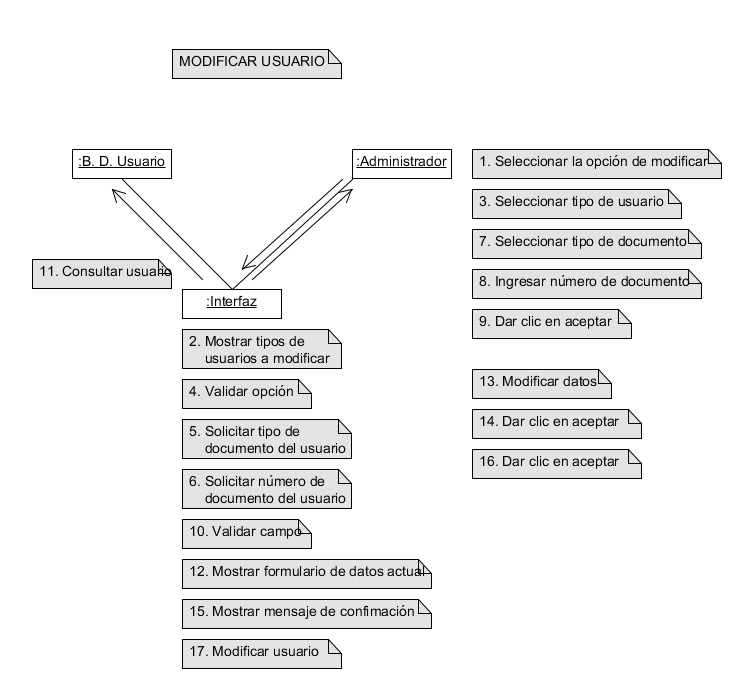 MODIFICAR USUARIO
:B. D. Usuario
:Administrador
1. Seleccionar la opción de modificar
3. Seleccionar tipo de usuario
7. Seleccionar tipo de documento
8. Ingresar número de documento
9. Dar clic en aceptar
13. Modificar datos
14. Dar clic en aceptar
16. Dar clic en aceptar
11. Consultar usuario
:Interfaz
2. Mostrar tipos de
usuarios a modificar
4. Validar opción
5. Solicitar tipo de
documento del usuario
6. Solicitar número de
documento del usuario
10. Validar campo
12. Mostrar formulario de datos actual
15. Mostrar mensaje de confimación
17. Modificar usuario